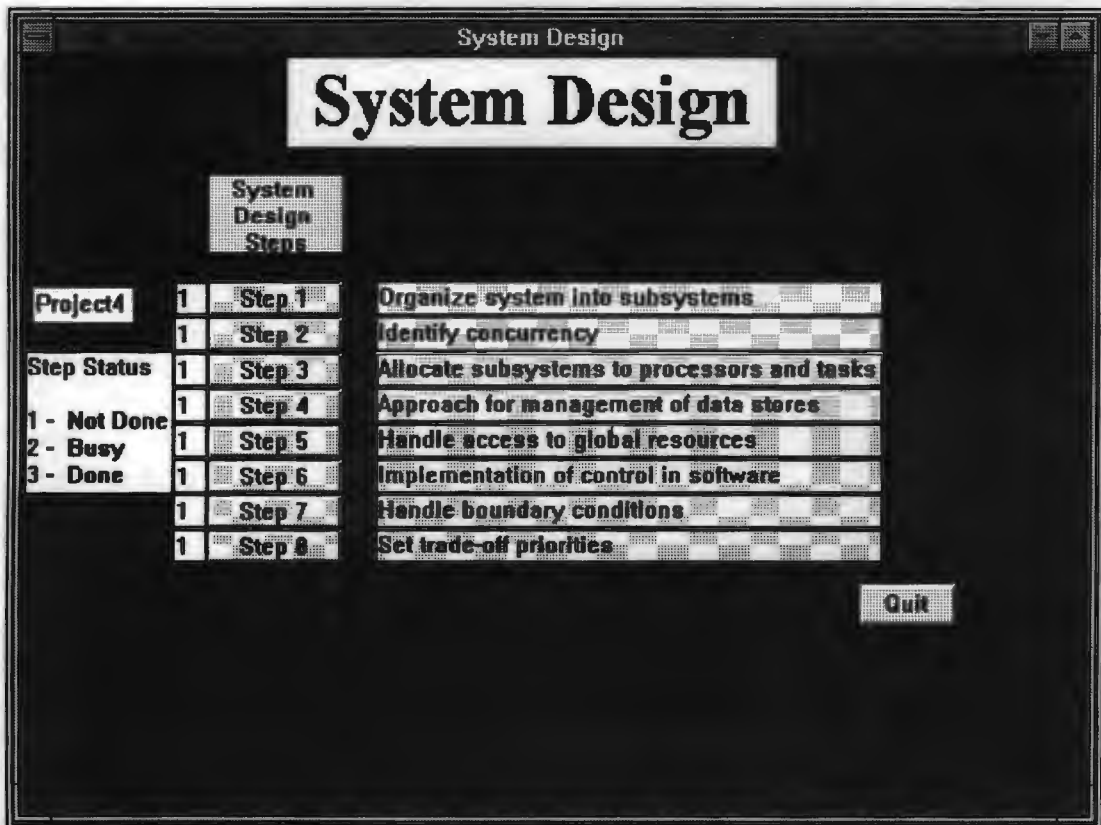 System Design
System Design
System
Design
Steps
Project4
Step Status
1 - Not Done
2 - Busy
3 - Done
1 Step 1 Organize system into subsystems
1 Step 2 Identify concurrency
1 Step 3 Allocate subsystems to processors and tasks
1 Step 4 Approach for management of data stores
1 Step 5 Handle access to global resources
1 Step 6 Implementation of control in software
1 Step 7 Handle boundary conditions
1 Step 8 Set trade-off priorities
Quit